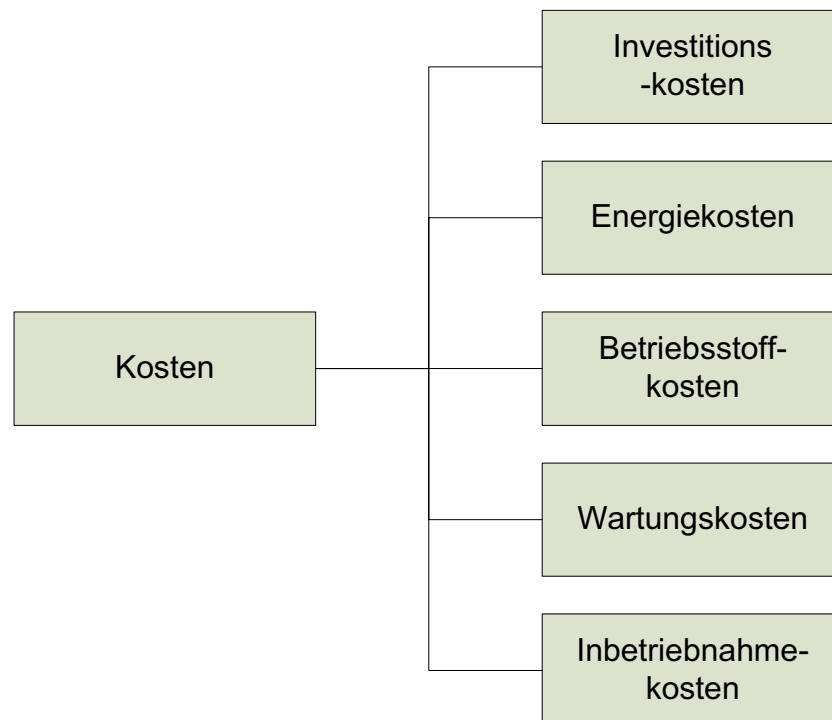 Investitions
-kosten
Energiekosten
Kosten
Betriebsstoff-
kosten
Wartungskosten
Inbetriebnahme-
kosten